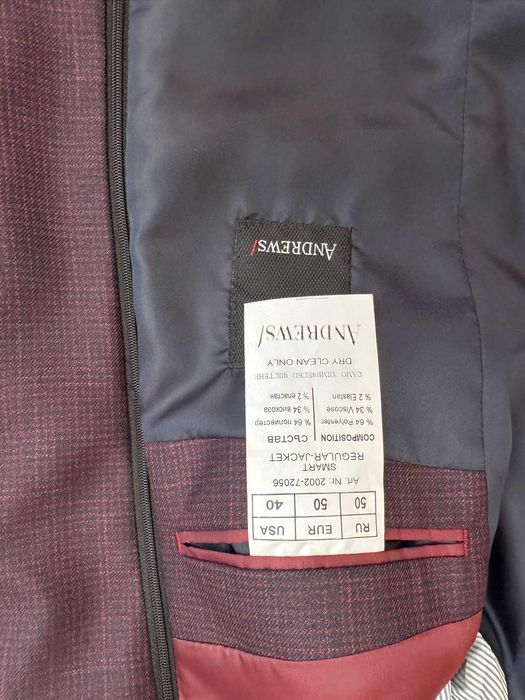 ANDREWS/
RU EUR USA
50 50 40
Art. Nr: 2002-72056
SMART
REGULAR-JACKET
COMPOSITION СЪСТАВ
% 64 Polyester % 64 полиестер
% 34 Viscose % 34 вискоза
% 2 Elastan % 2 еластан
САМО ХИМИЧЕСКО ЧИСТЕНЕ
DRY CLEAN ONLY
ANDREWS/